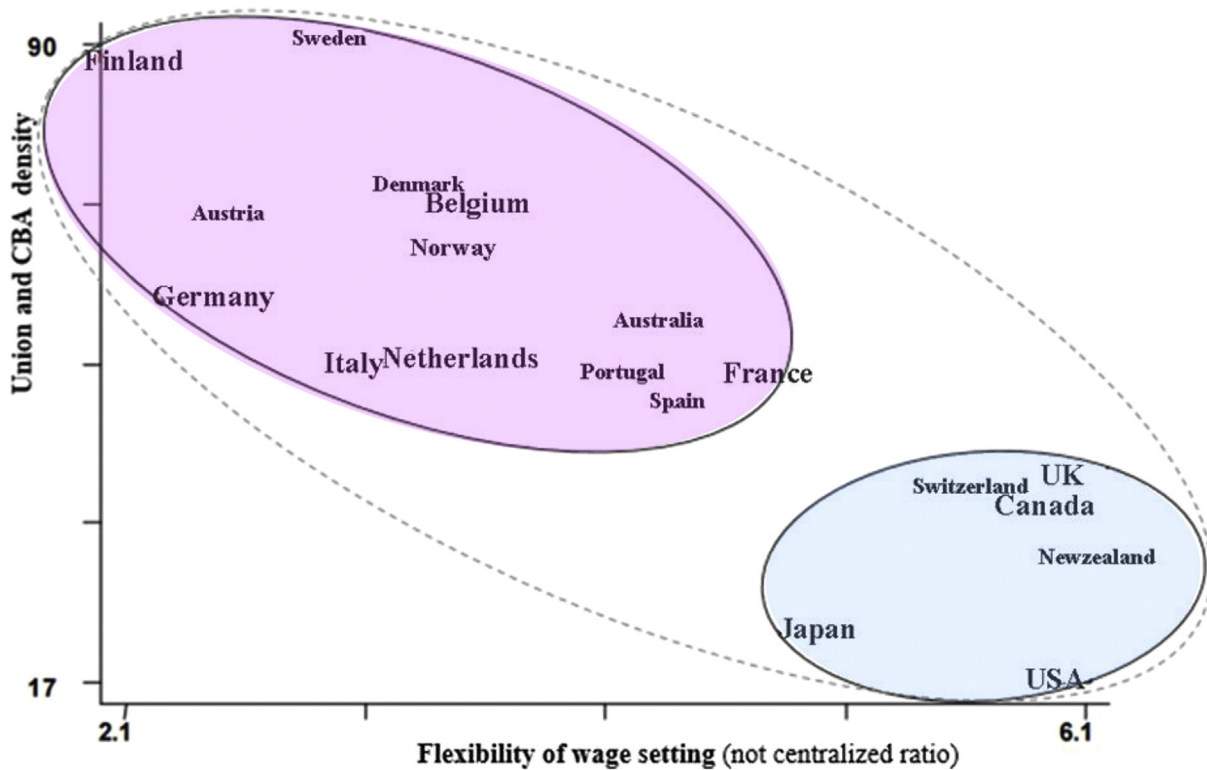 90
Sweden
Finland
Union and CBA density
Denmark
Belgium
Austria
Norway
Germany
Australia
Italy
Netherlands
Portugal
France
Spain
UK
Switzerland
Canada
Newzealand
Japan
USA
17
2.1
6.1
Flexibility of wage setting (not centralized ratio)